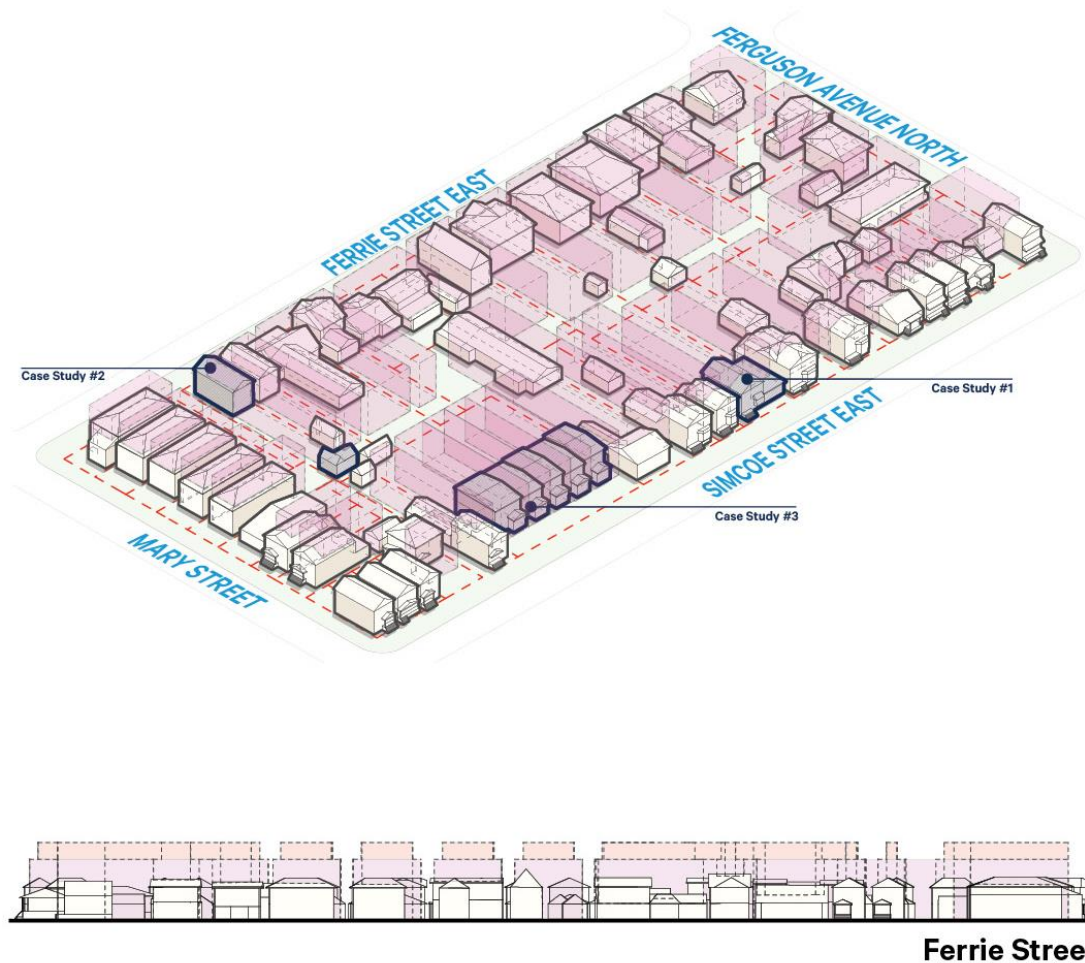 FERGUSON AVENUE NORTH
FERRIE STREET EAST
Case Study #2
Case Study #1
SIMCOE STREET EAST
Case Study #3
MARY STREET
Ferrie Stree